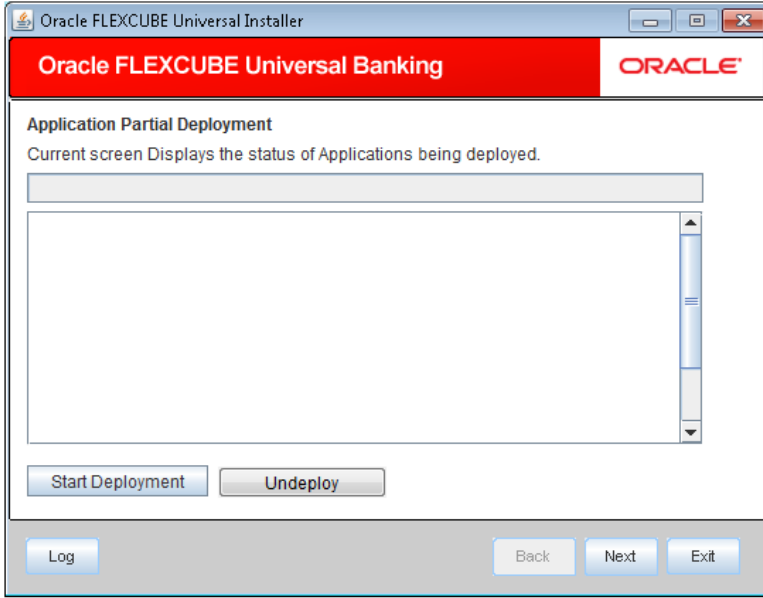 Oracle FLEXCUBE Universal Installer
Oracle FLEXCUBE Universal Banking
ORACLE
Application Partial Deployment
Current screen Displays the status of Applications being deployed.
Start Deployment Undeploy
Log Back Next Exit